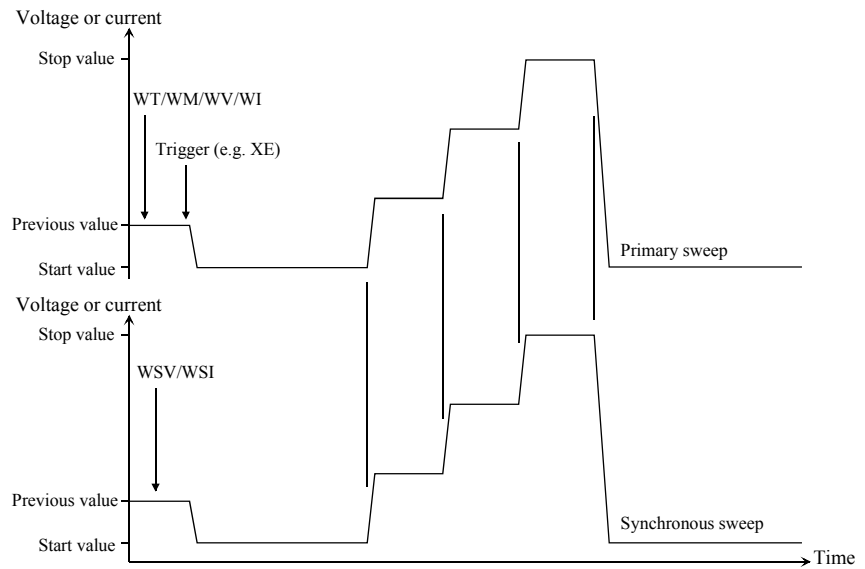 Voltage or current
Stop value
WT/WM/WV/WI
Trigger (e.g. XE)
Previous value
Start value
Primary sweep
Voltage or current
Stop value
WSV/WSI
Previous value
Start value
Synchronous sweep
Time